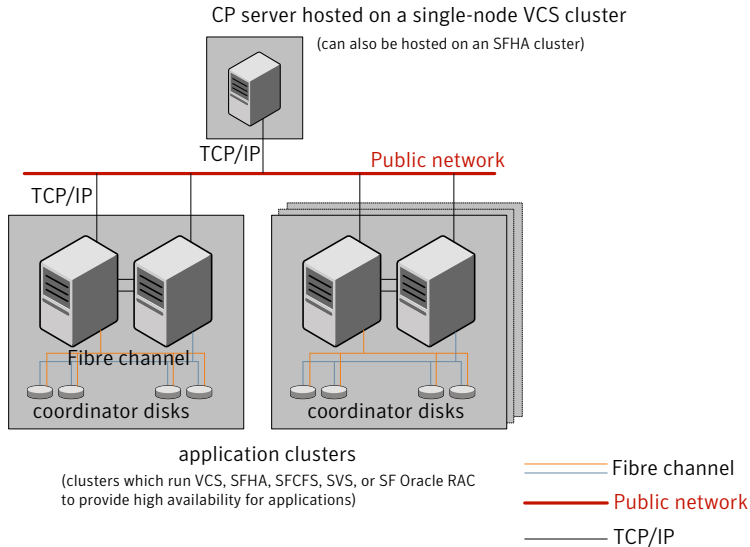 CP server hosted on a single-node VCS cluster
(can also be hosted on an SFHA cluster)
TCP/IP
Public network
TCP/IP
Fibre channel
coordinator disks
coordinator disks
application clusters
(clusters which run VCS, SFHA, SFCFS, SVS, or SF Oracle RAC
to provide high availability for applications)
Fibre channel
Public network
TCP/IP